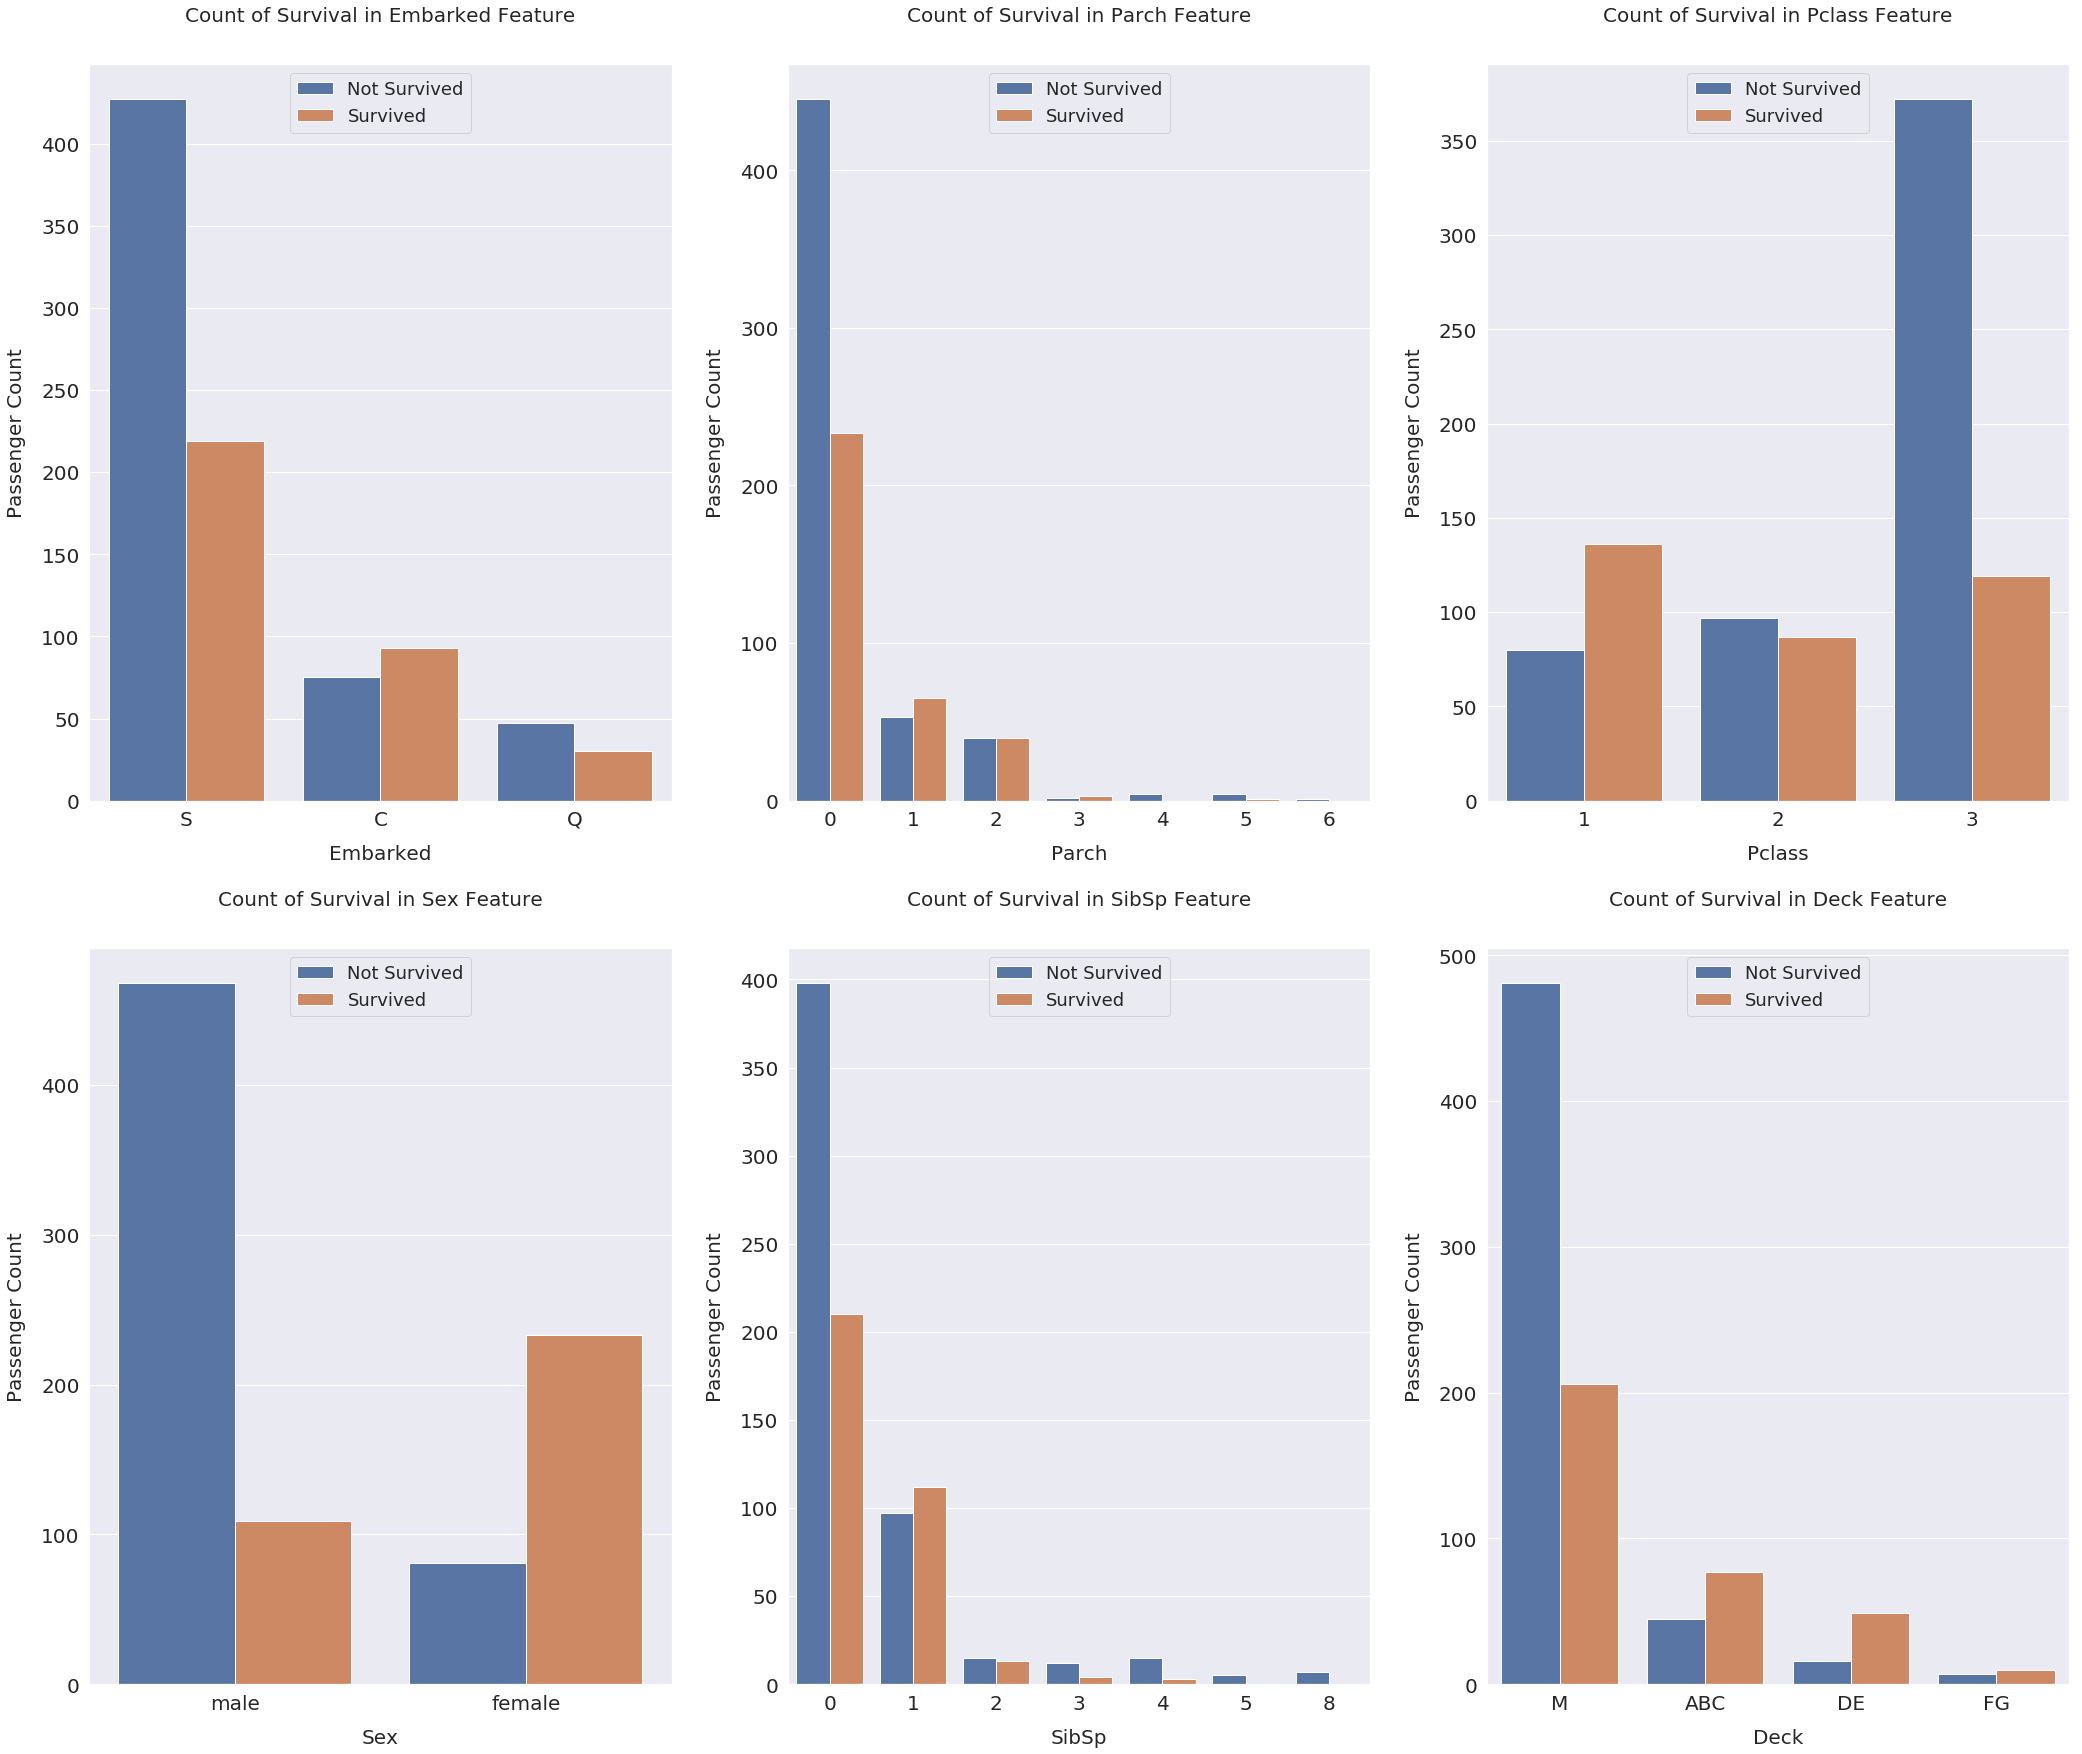 Count of Survival in Embarked Feature
Not Survived
Survived
400
350
300
250
200
150
100
50
0
Passenger Count
S C Q
Embarked
Count of Survival in Parch Feature
Not Survived
Survived
400
300
200
100
0
Passenger Count
0 1 2 3 4 5 6
Parch
Count of Survival in Pclass Feature
Not Survived
Survived
350
300
250
200
150
100
50
0
Passenger Count
1 2 3
Pclass
Count of Survival in Sex Feature
Not Survived
Survived
400
300
200
100
0
Passenger Count
male female
Sex
Count of Survival in SibSp Feature
Not Survived
Survived
400
350
300
250
200
150
100
50
0
Passenger Count
0 1 2 3 4 5 8
SibSp
Count of Survival in Deck Feature
Not Survived
Survived
500
400
300
200
100
0
Passenger Count
M ABC DE FG
Deck